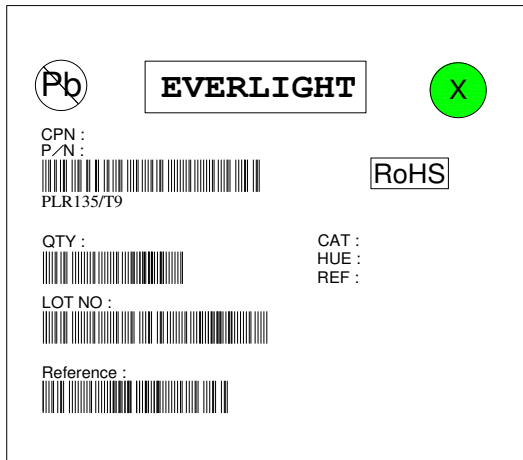 Pb
EVERLIGHT
X
CPN :
P/N :
RoHS
PLR135/T9
QTY :
CAT :
HUE :
REF :
LOT NO :
Reference :